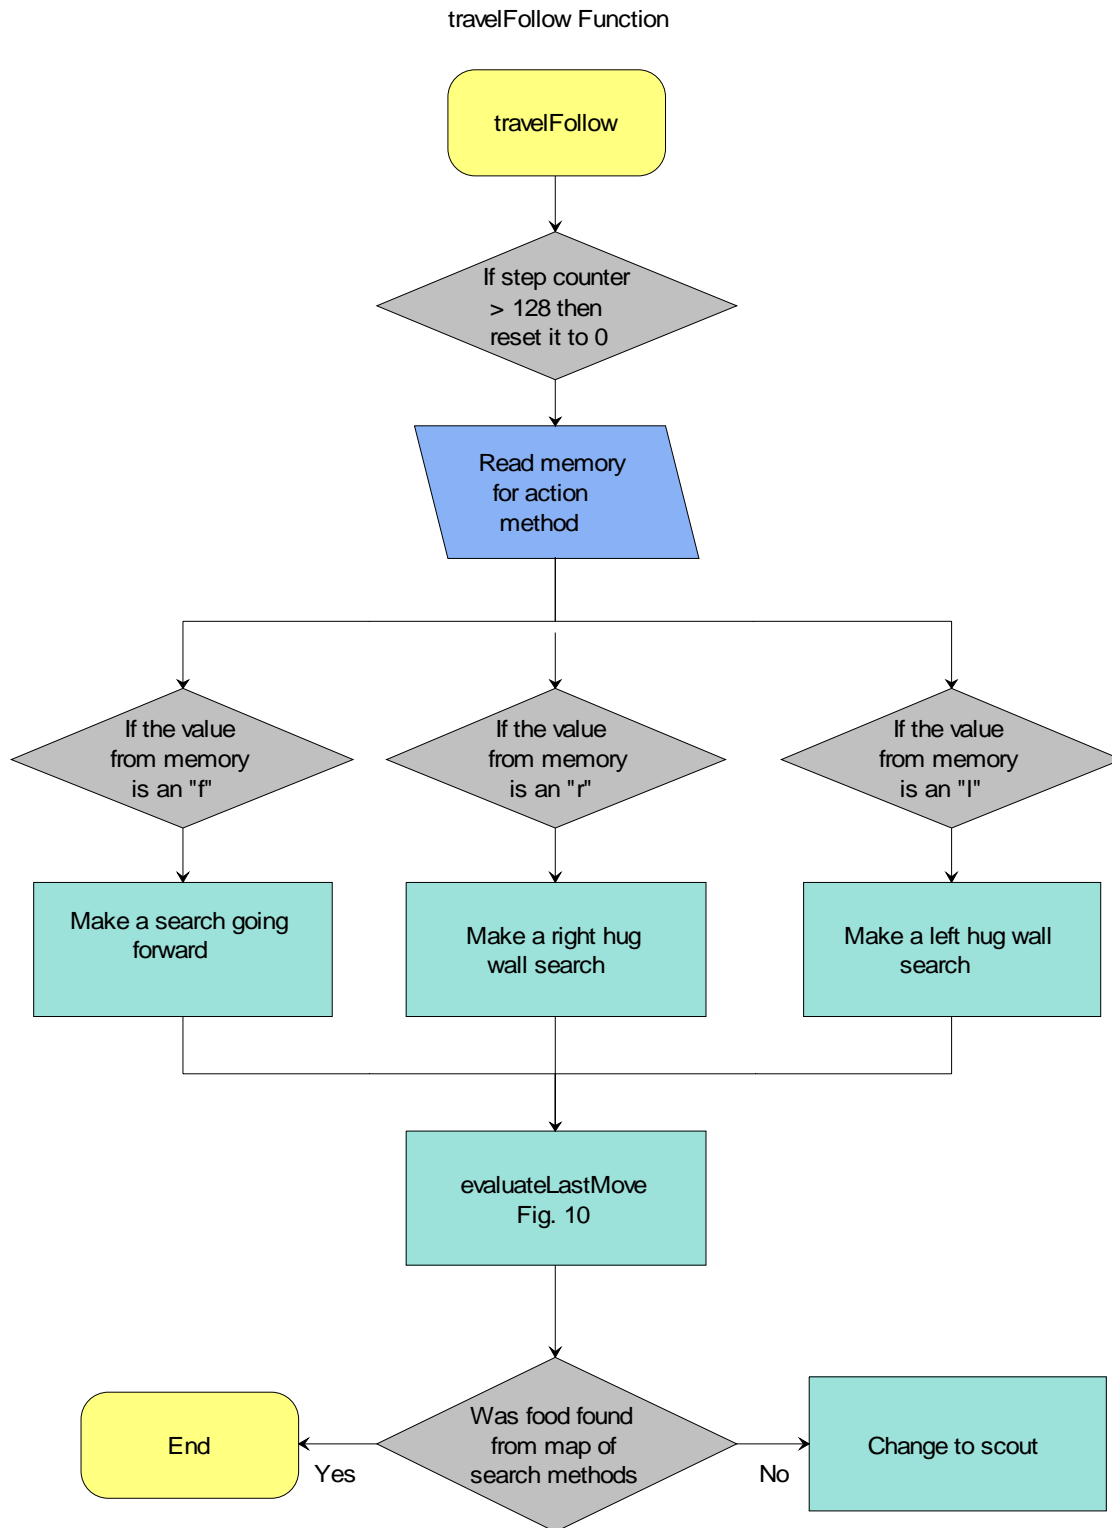 travelFollow Function
travelFollow
If step counter
> 128 then
reset it to 0
Read memory
for action
method
If the value
from memory
is an "f"
If the value
from memory
is an "r"
If the value
from memory
is an "l"
Make a search going
forward
Make a right hug
wall search
Make a left hug wall
search
evaluateLastMove
Fig. 10
Was food found
from map of
search methods
End
Yes
No
Change to scout